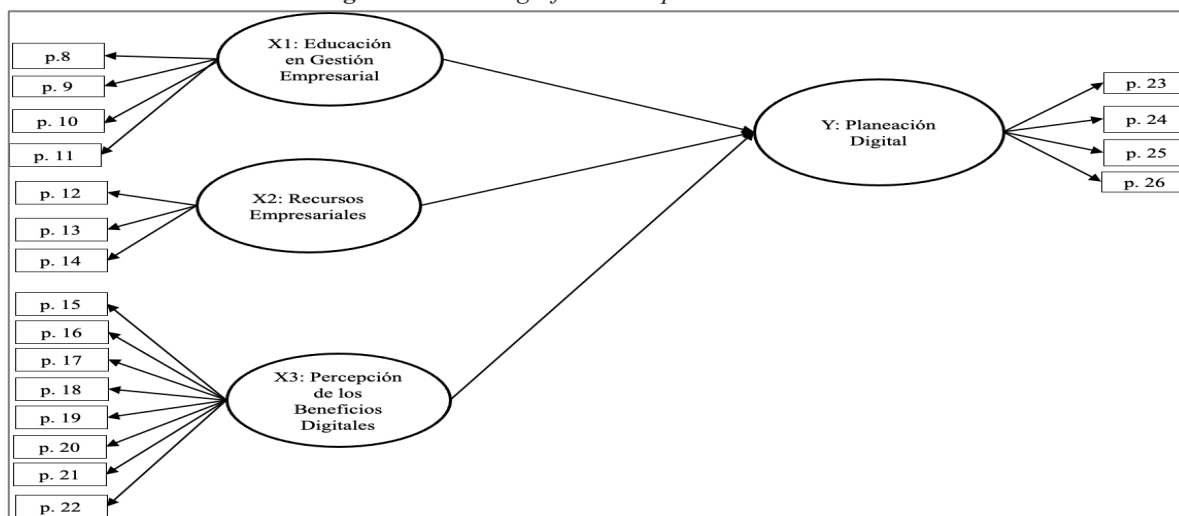 p.8
p. 9
p. 10
p. 11
X1: Educación
en Gestión
Empresarial
p. 12
p. 13
p. 14
X2: Recursos
Empresariales
p. 15
p. 16
p. 17
p. 18
p. 19
p. 20
p. 21
p. 22
X3: Percepción
de los
Beneficios
Digitales
Y: Planeación
Digital
p. 23
p. 24
p. 25
p. 26